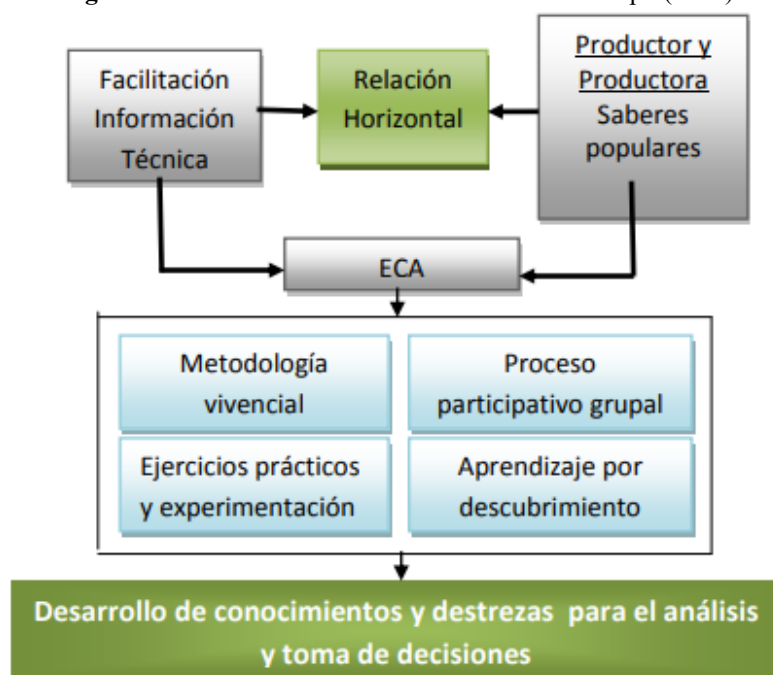 Facilitación
Información
Técnica
Relación
Horizontal
Productor y
Productora
Saberes
populares
ECA
Metodología
vivencial
Proceso
participativo grupal
Ejercicios prácticos
y experimentación
Aprendizaje por
descubrimiento
Desarrollo de conocimientos y destrezas para el análisis
y toma de decisiones